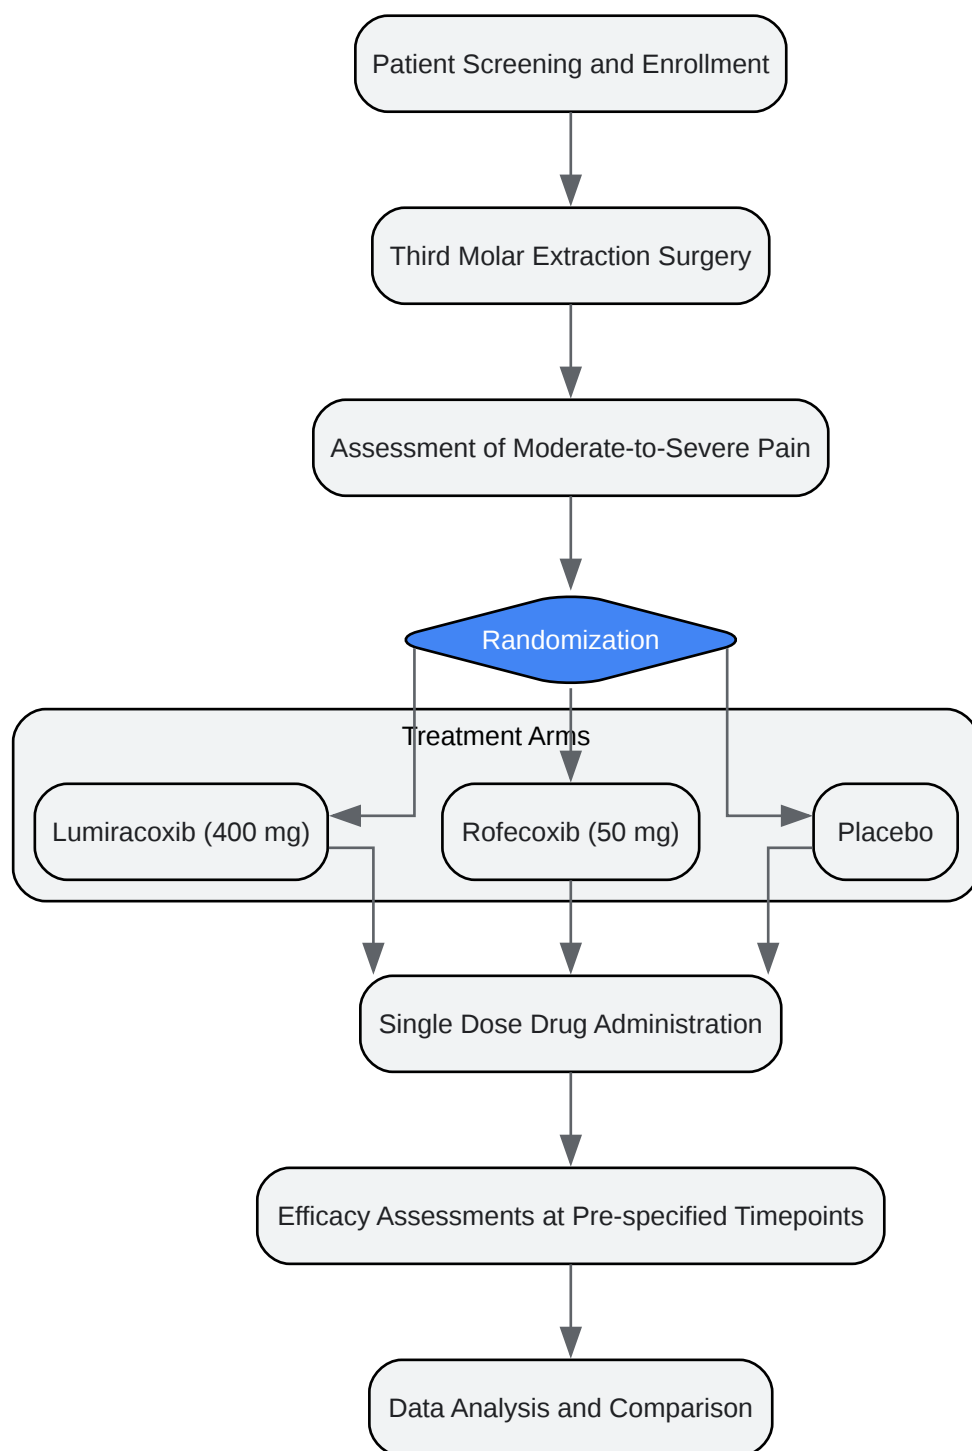 Patient Screening and Enrollment
Third Molar Extraction Surgery
Assessment of Moderate-to-Severe Pain
Randomization
Treatment Arms
Lumiracoxib (400 mg)
Rofecoxib (50 mg)
Placebo
Single Dose Drug Administration
Efficacy Assessments at Pre-specified Timepoints
Data Analysis and Comparison